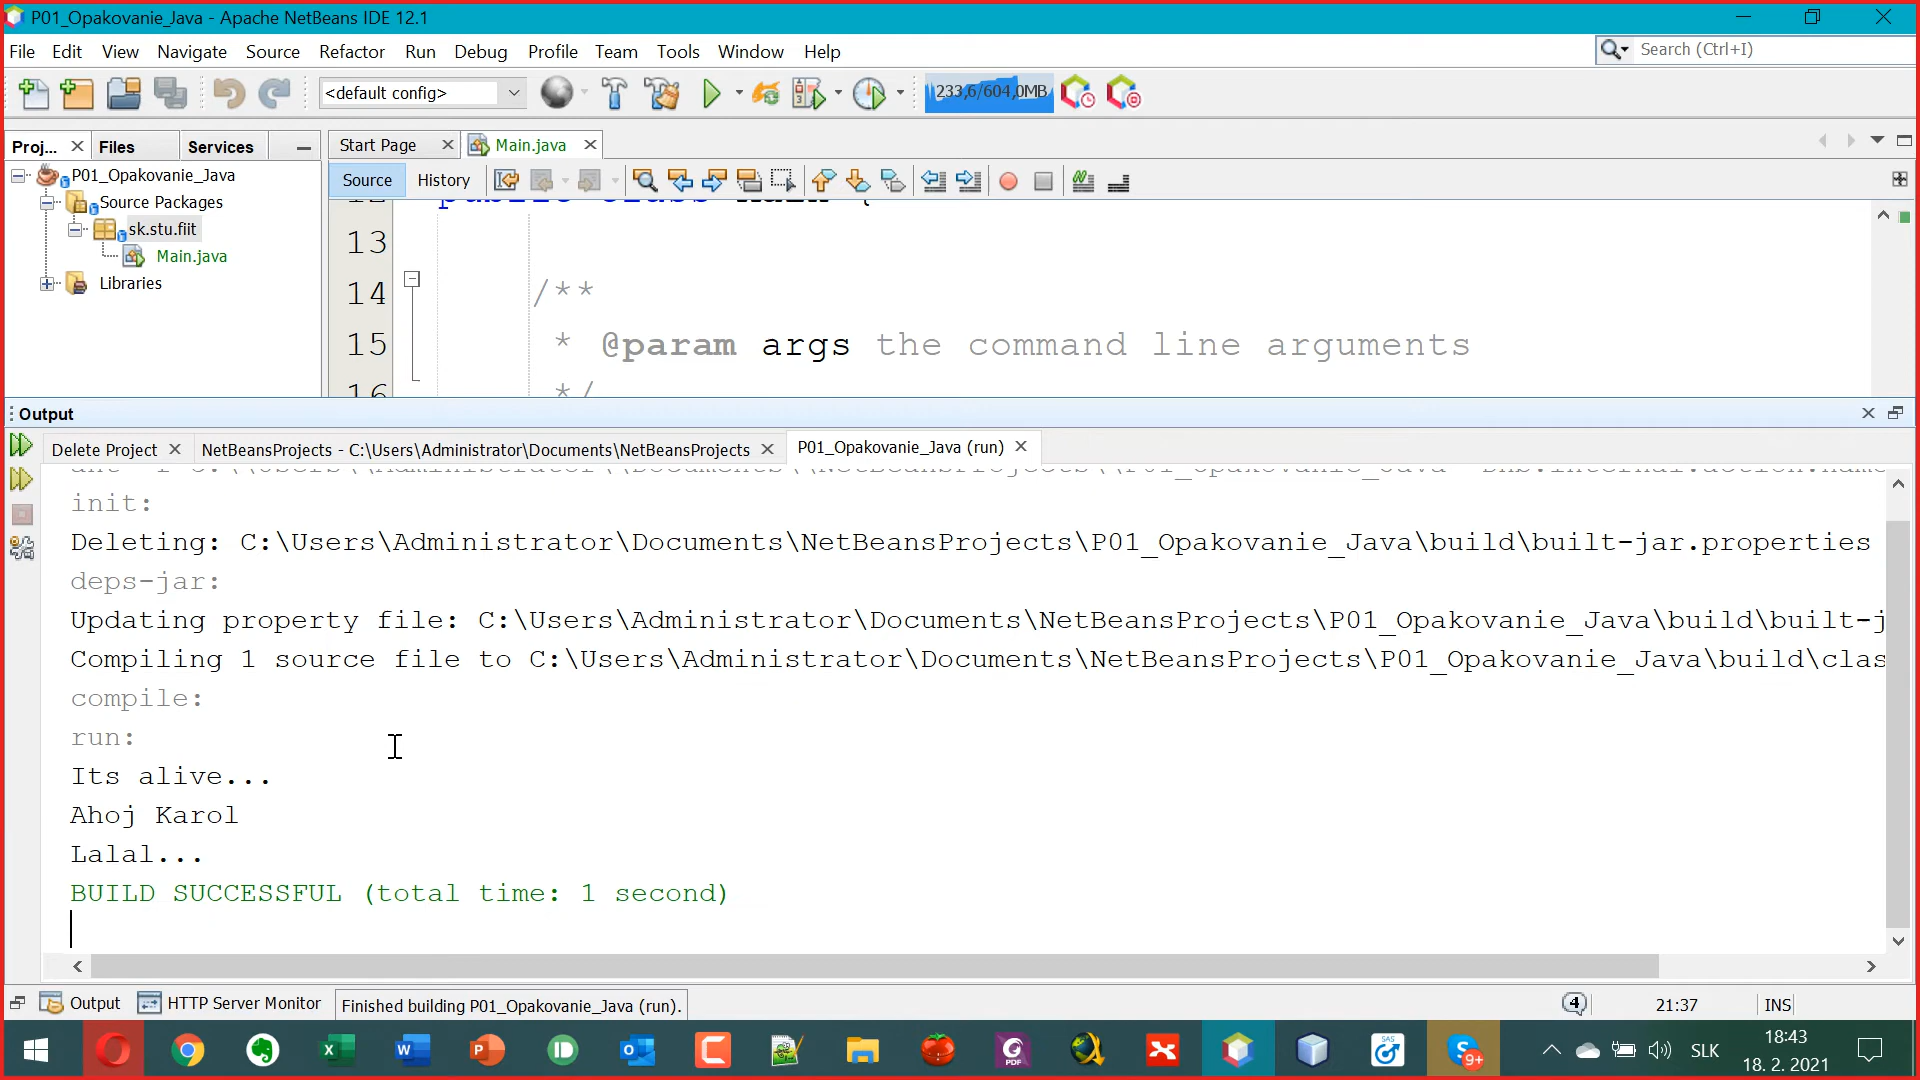 P01_Opakovanie_Java - Apache NetBeans IDE 12.1
File Edit View Navigate Source Refactor Run Debug Profile Team Tools Window Help
Search (Ctrl+I)
<default config>
233,6/604,0MB
Proj... Files Services
Start Page Main.java
P01_Opakovanie_Java
Source Packages
sk.stu.fiit
Main.java
Libraries
Source History
12 public class Main {
13
14 /**
15 * @param args the command line arguments
16 */
Output
Delete Project NetBeansProjects - C:\Users\Administrator\Documents\NetBeansProjects P01_Opakovanie_Java (run)
init:
Deleting: C:\Users\Administrator\Documents\NetBeansProjects\P01_Opakovanie_Java\build\built-jar.properties
deps-jar:
Updating property file: C:\Users\Administrator\Documents\NetBeansProjects\P01_Opakovanie_Java\build\built-j
Compiling 1 source file to C:\Users\Administrator\Documents\NetBeansProjects\P01_Opakovanie_Java\build\clas
compile:
run:
Its alive...
Ahoj Karol
Lalal...
BUILD SUCCESSFUL (total time: 1 second)
Output HTTP Server Monitor Finished building P01_Opakovanie_Java (run).
4 21:37 INS
SLK 18:43
18. 2. 2021
9+